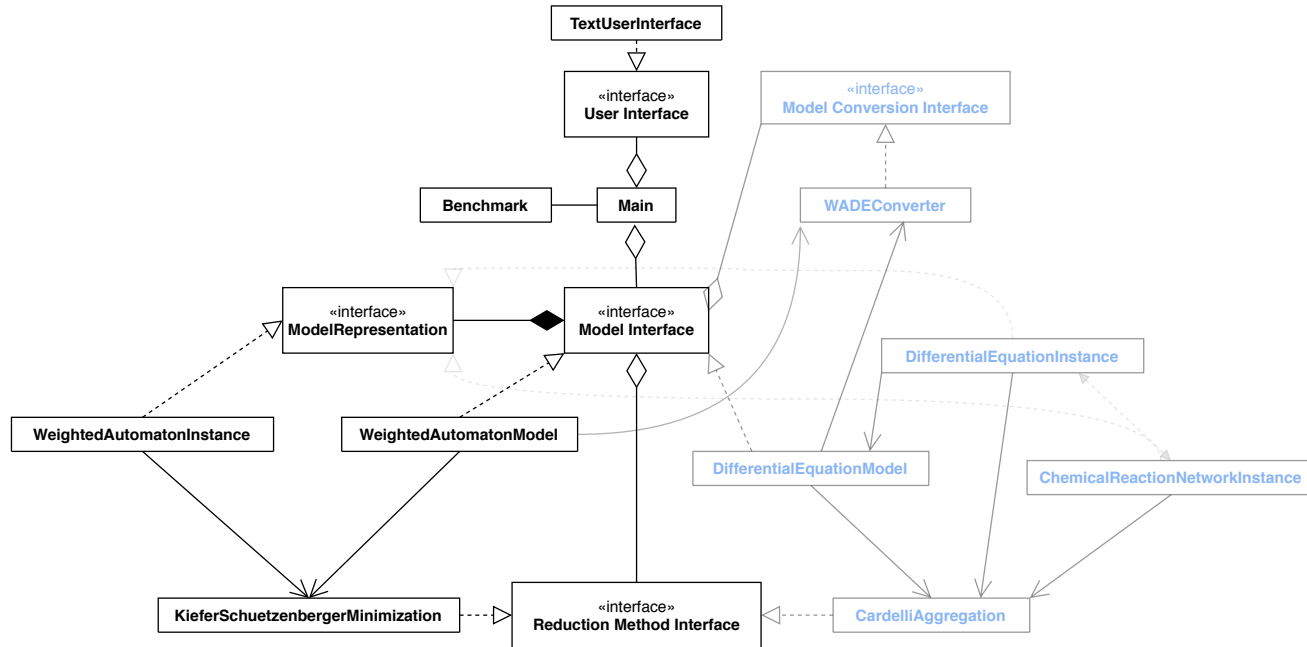 TextUserInterface
«interface»
User Interface
«interface»
Model Conversion Interface
Benchmark
Main
WADEConverter
«interface»
ModelRepresentation
«interface»
Model Interface
DifferentialEquationInstance
WeightedAutomatonInstance
WeightedAutomatonModel
DifferentialEquationModel
ChemicalReactionNetworkInstance
KieferSchuetzenbergerMinimization
«interface»
Reduction Method Interface
CardelliAggregation